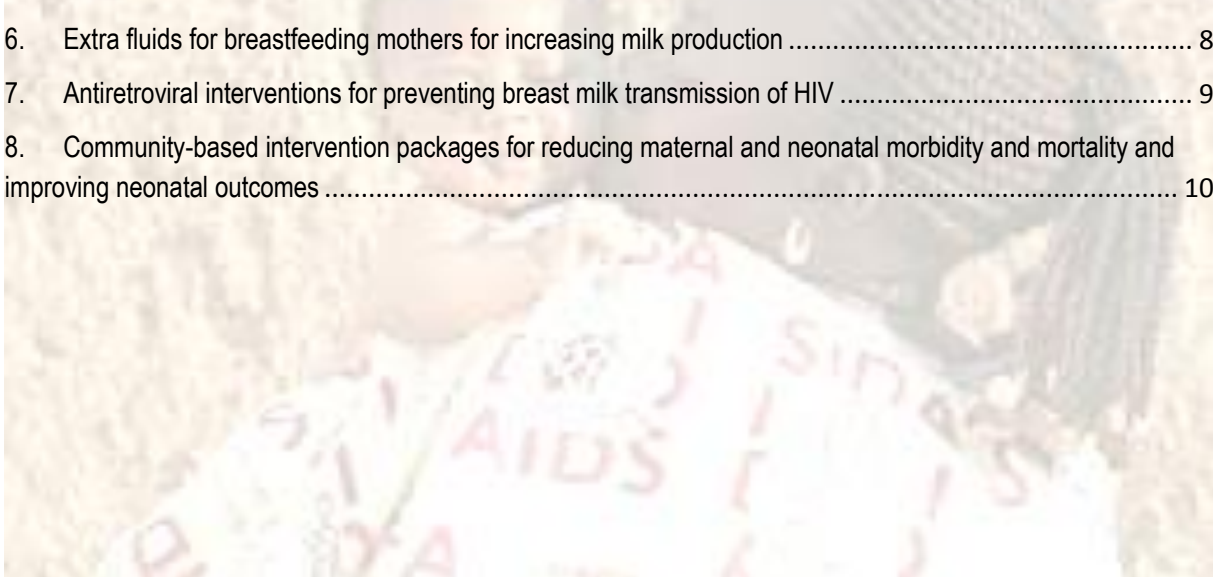 6. Extra fluids for breastfeeding mothers for increasing milk production .......................................................... 8
7. Antiretroviral interventions for preventing breast milk transmission of HIV .................................................. 9
8. Community-based intervention packages for reducing maternal and neonatal morbidity and mortality and
improving neonatal outcomes ............................................................................................................................. 10
AIDS